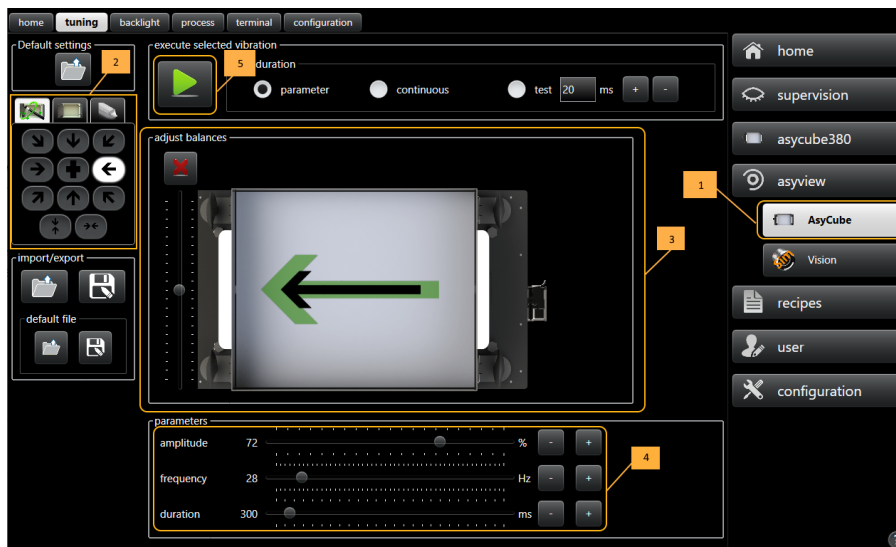 home tuning backlight process terminal configuration
Default settings
2
execute selected vibration
5
duration
parameter continuous test 20 ms + -
adjust balances
import/export
default file
3
parameters
amplitude 72 % - +
frequency 28 Hz - +
duration 300 ms - +
4
home
supervision
asycube380
asyview
1
AsyCube
Vision
recipes
user
configuration